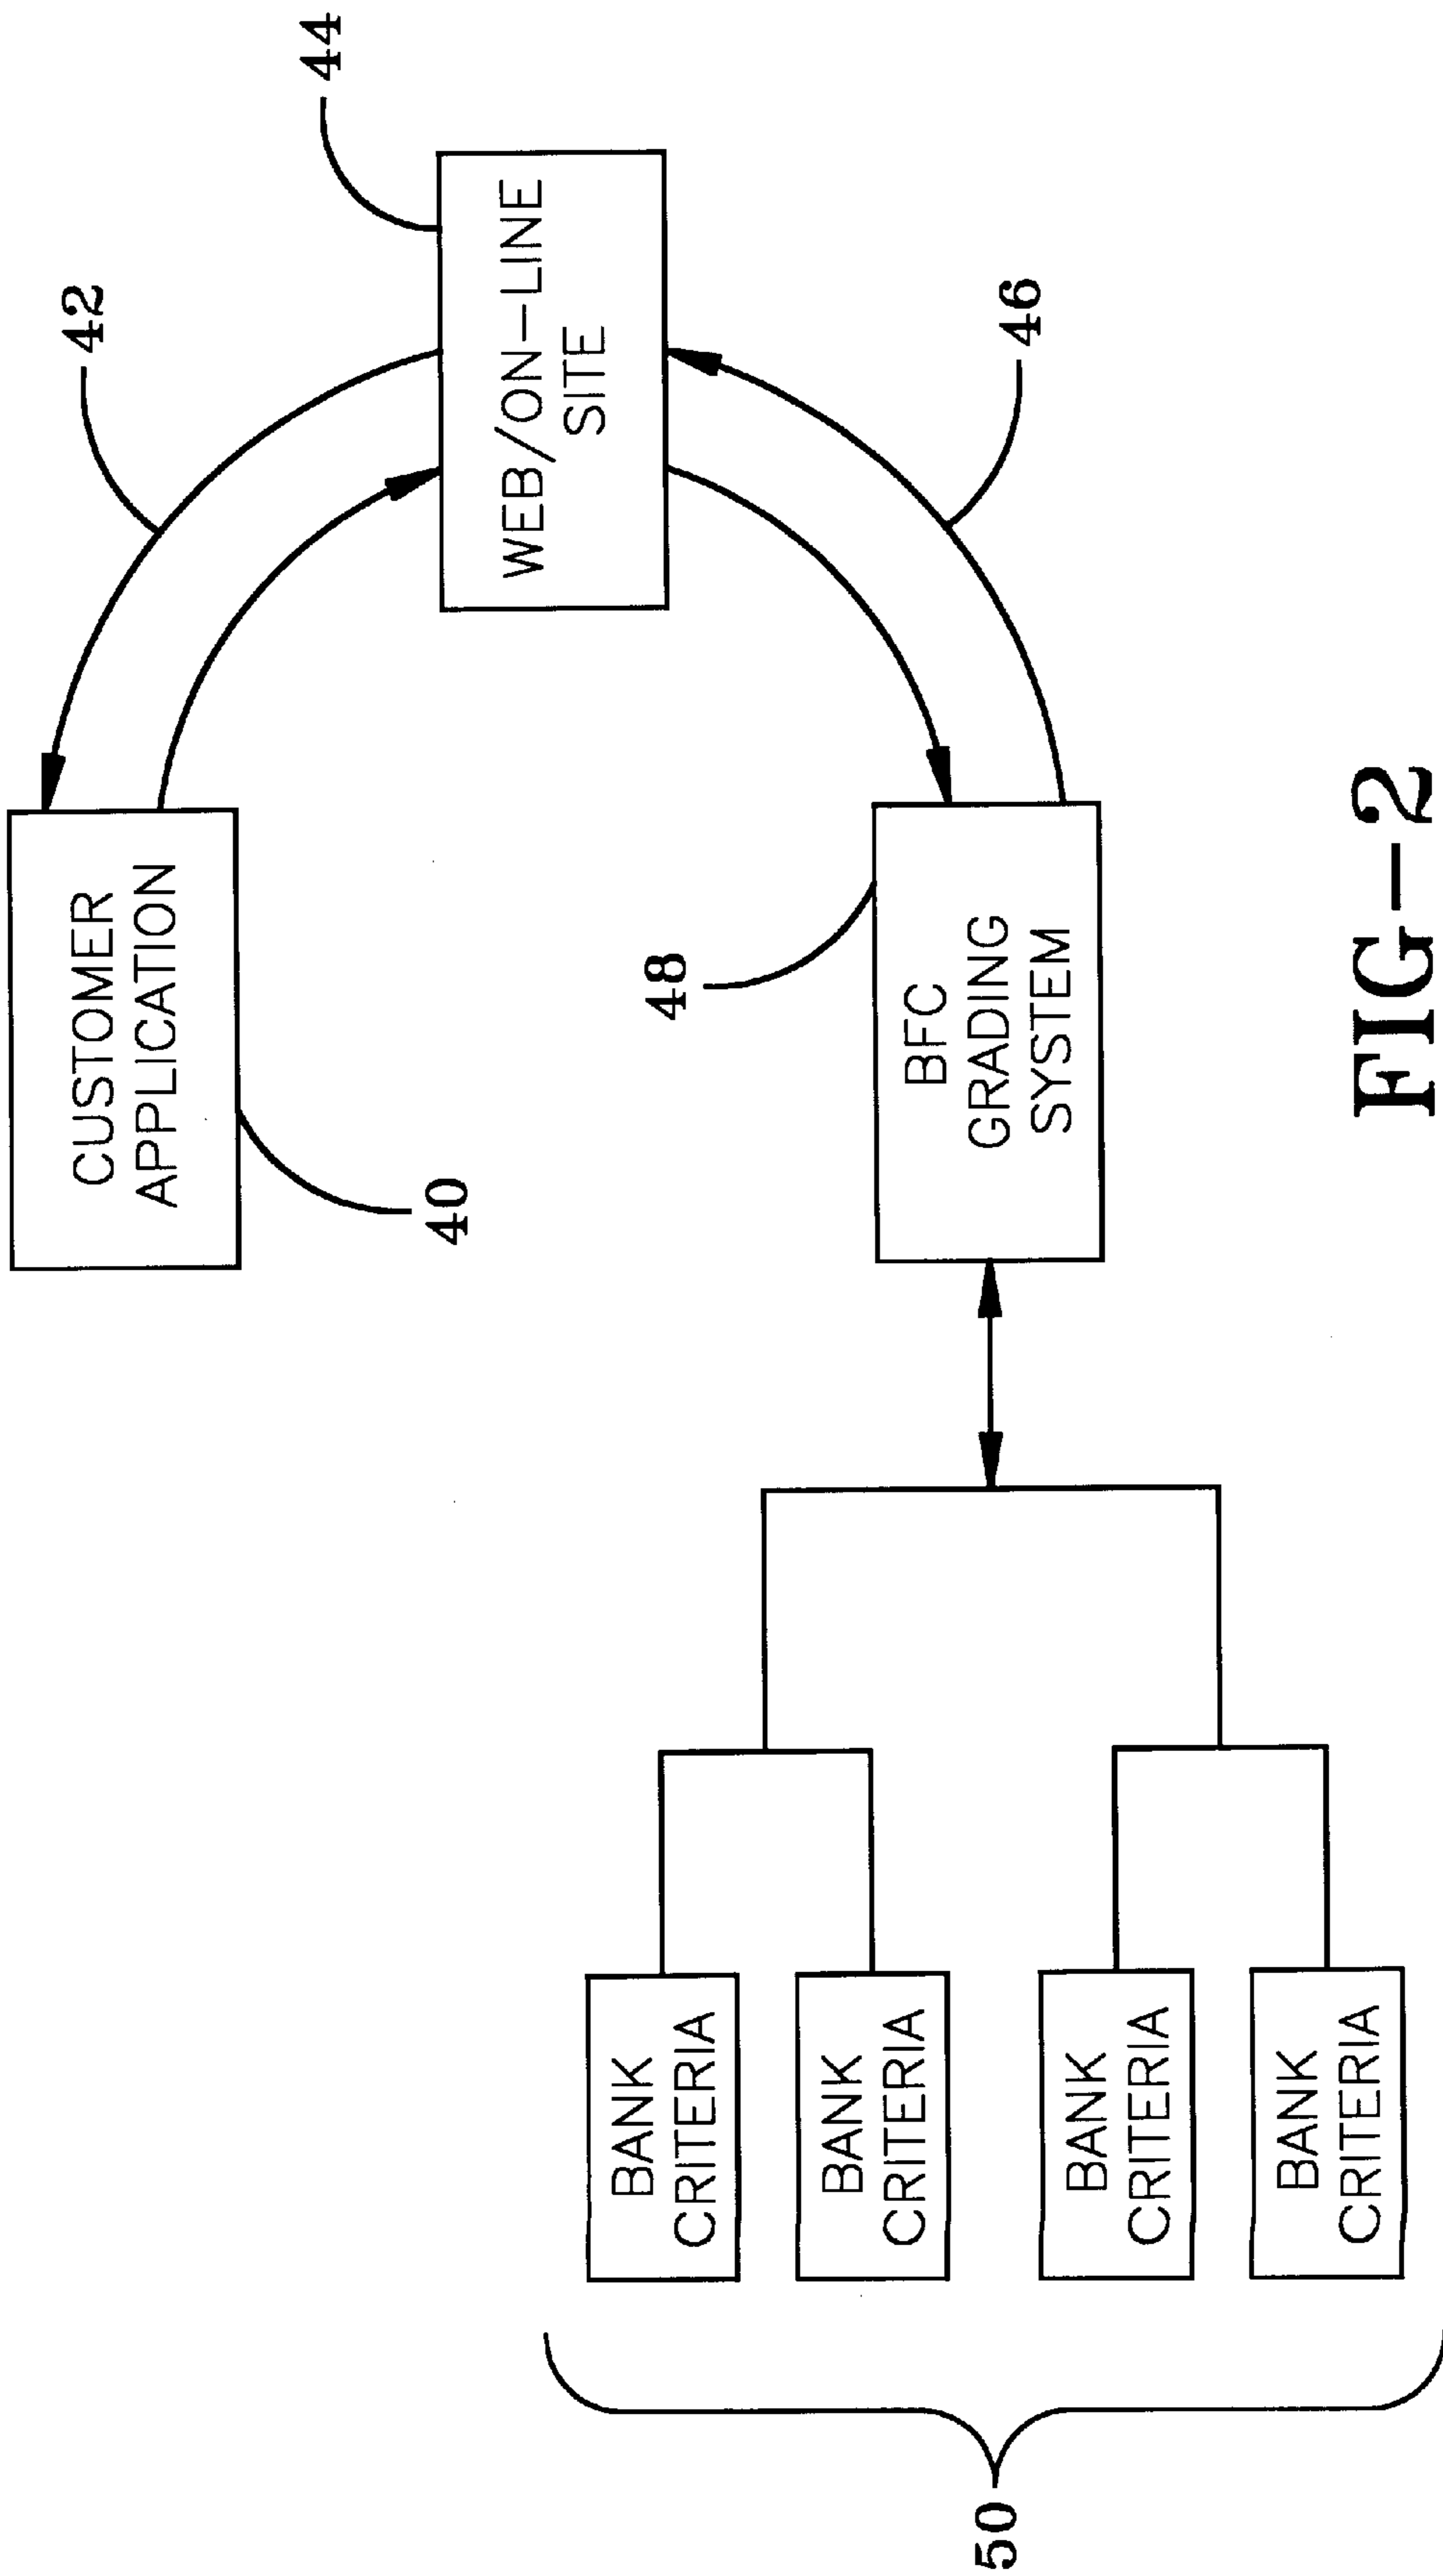 44
42
WEB/ON-LINE
SITE
46
CUSTOMER
APPLICATION
40
48
BFC
GRADING
SYSTEM
BANK
CRITERIA
BANK
CRITERIA
BANK
CRITERIA
BANK
CRITERIA
50
FIG-2